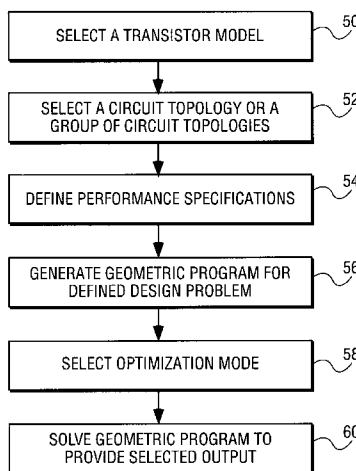 SELECT A TRANSISTOR MODEL
50
SELECT A CIRCUIT TOPOLOGY OR A
GROUP OF CIRCUIT TOPOLOGIES
52
DEFINE PERFORMANCE SPECIFICATIONS
54
GENERATE GEOMETRIC PROGRAM FOR
DEFINED DESIGN PROBLEM
56
SELECT OPTIMIZATION MODE
58
SOLVE GEOMETRIC PROGRAM TO
PROVIDE SELECTED OUTPUT
60